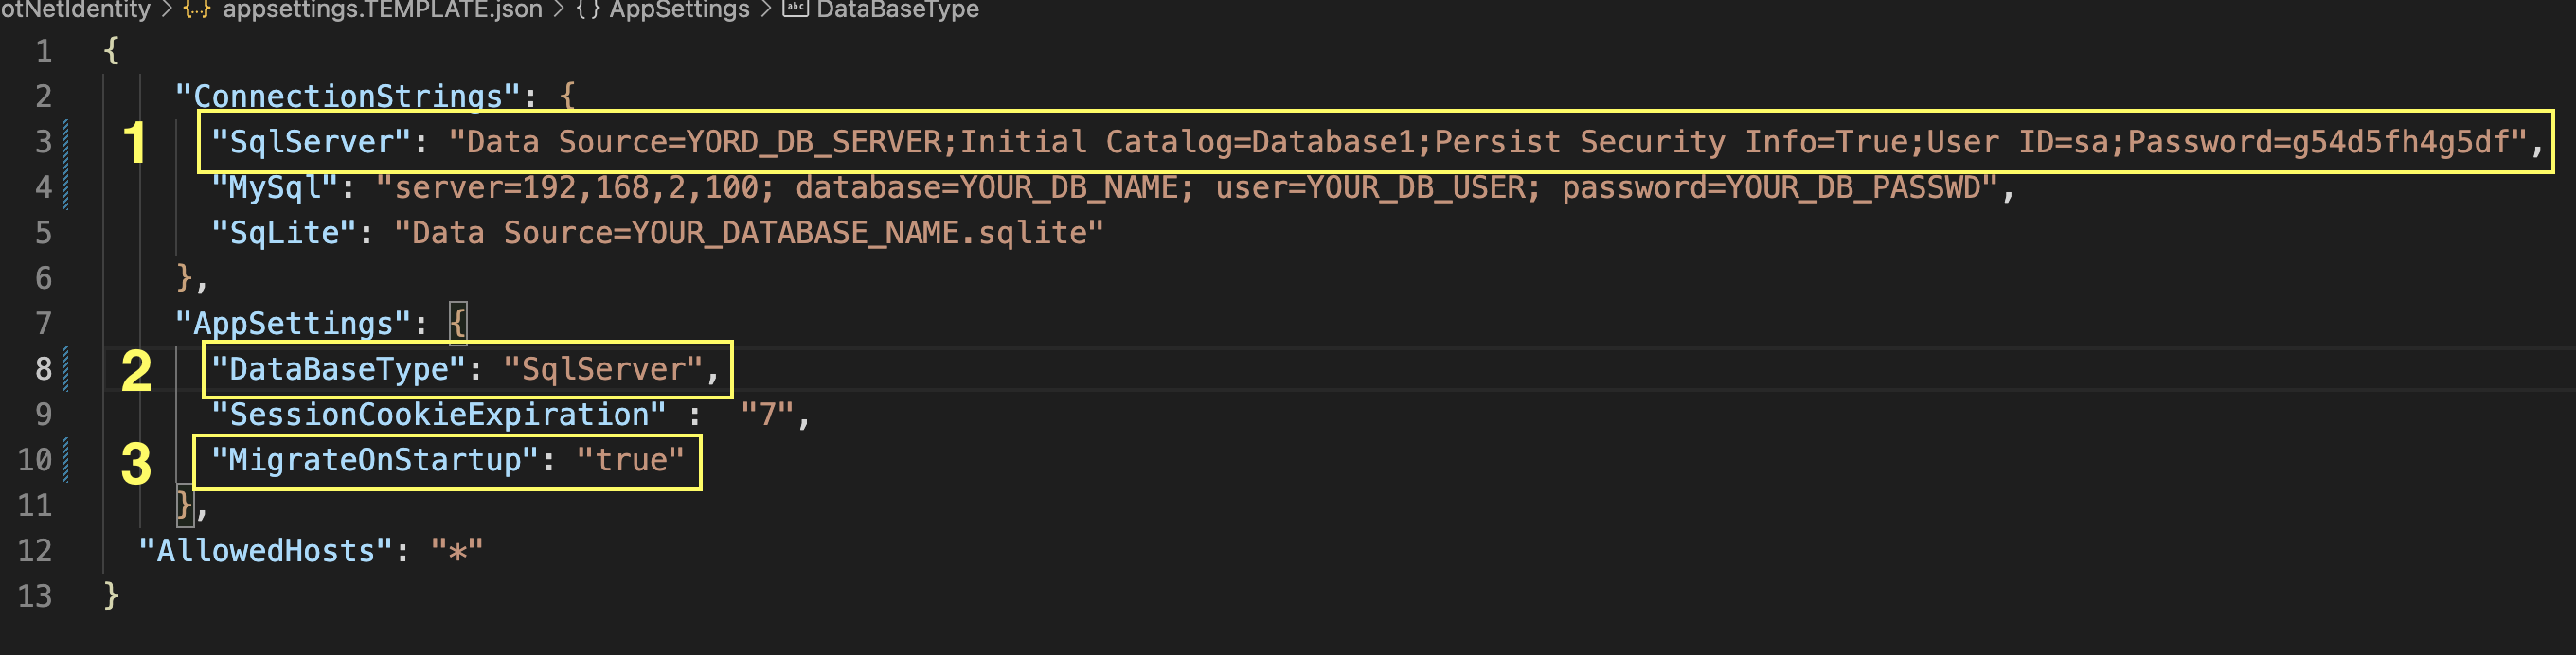 otNetIdentity > {...} appsettings.TEMPLATE.json > {} AppSettings > abc DataBaseType
1 {
2 "ConnectionStrings": {
1 3 "SqlServer": "Data Source=YORD_DB_SERVER;Initial Catalog=Database1;Persist Security Info=True;User ID=sa;Password=g54d5fh4g5df",
4 "MySql": "server=192,168,2,100; database=YOUR_DB_NAME; user=YOUR_DB_USER; password=YOUR_DB_PASSWD",
5 "SqLite": "Data Source=YOUR_DATABASE_NAME.sqlite"
6 },
7 "AppSettings": {
8 2 "DataBaseType": "SqlServer",
9 "SessionCookieExpiration" : "7",
10 3 "MigrateOnStartup": "true"
11 },
12 "AllowedHosts": "*"
13 }